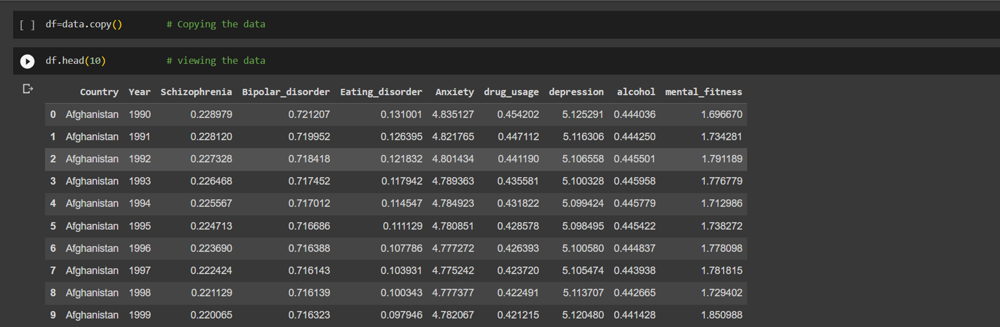 [ ] df=data.copy() # Copying the data
df.head(10) # viewing the data
Country Year Schizophrenia Bipolar_disorder Eating_disorder Anxiety drug_usage depression alcohol mental_fitness
0 Afghanistan 1990 0.228979 0.721207 0.131001 4.835127 0.454202 5.125291 0.444036 1.696670
1 Afghanistan 1991 0.228120 0.719952 0.126395 4.821765 0.447112 5.116306 0.444250 1.734281
2 Afghanistan 1992 0.227328 0.718418 0.121832 4.801434 0.441190 5.106558 0.445501 1.791189
3 Afghanistan 1993 0.226468 0.717452 0.117942 4.789363 0.435581 5.100328 0.445958 1.776779
4 Afghanistan 1994 0.225567 0.717012 0.114547 4.784923 0.431822 5.099424 0.445779 1.712986
5 Afghanistan 1995 0.224713 0.716686 0.111129 4.780851 0.428578 5.098495 0.445422 1.738272
6 Afghanistan 1996 0.223690 0.716388 0.107786 4.777272 0.426393 5.100580 0.444837 1.778098
7 Afghanistan 1997 0.222424 0.716143 0.103931 4.775242 0.423720 5.105474 0.443938 1.781815
8 Afghanistan 1998 0.221129 0.716139 0.100343 4.777377 0.422491 5.113707 0.442665 1.729402
9 Afghanistan 1999 0.220065 0.716323 0.097946 4.782067 0.421215 5.120480 0.441428 1.850988